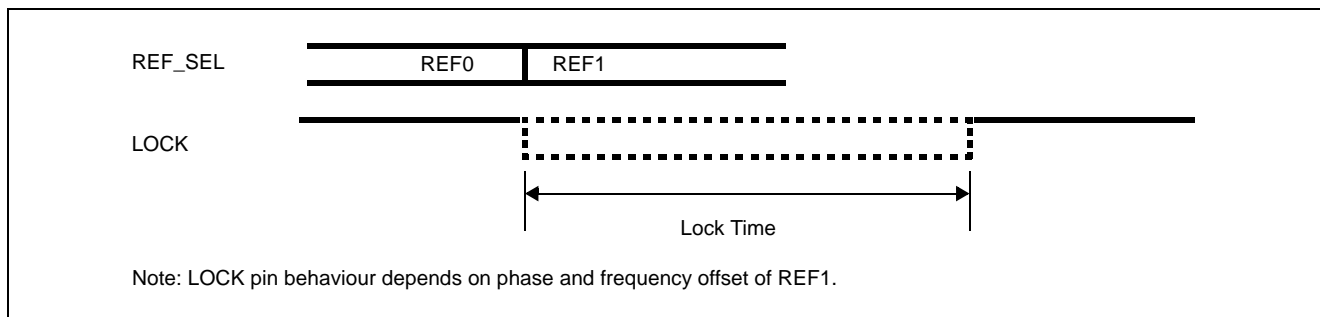 REF_SEL
REF0 REF1
LOCK
Lock Time
Note: LOCK pin behaviour depends on phase and frequency offset of REF1.